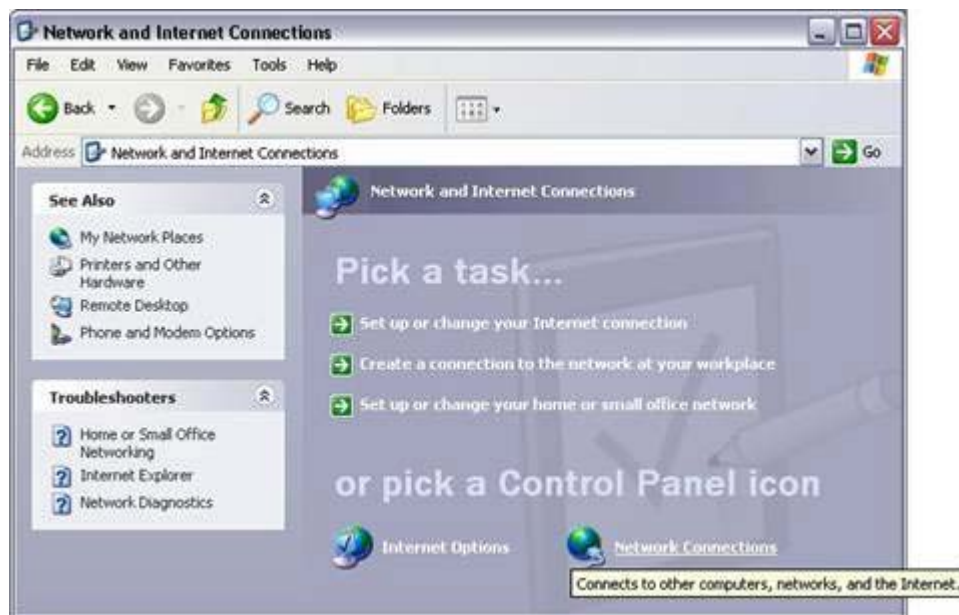 Network and Internet Connections
File Edit View Favorites Tools Help
Back Search Folders
Address Network and Internet Connections Go
See Also
My Network Places
Printers and Other
Hardware
Remote Desktop
Phone and Modem Options
Troubleshooters
Home or Small Office
Networking
Internet Explorer
Network Diagnostics
Network and Internet Connections
Pick a task...
Set up or change your Internet connection
Create a connection to the network at your workplace
Set up or change your home or small office network
or pick a Control Panel icon
Internet Options Network Connections
Connects to other computers, networks, and the Internet.